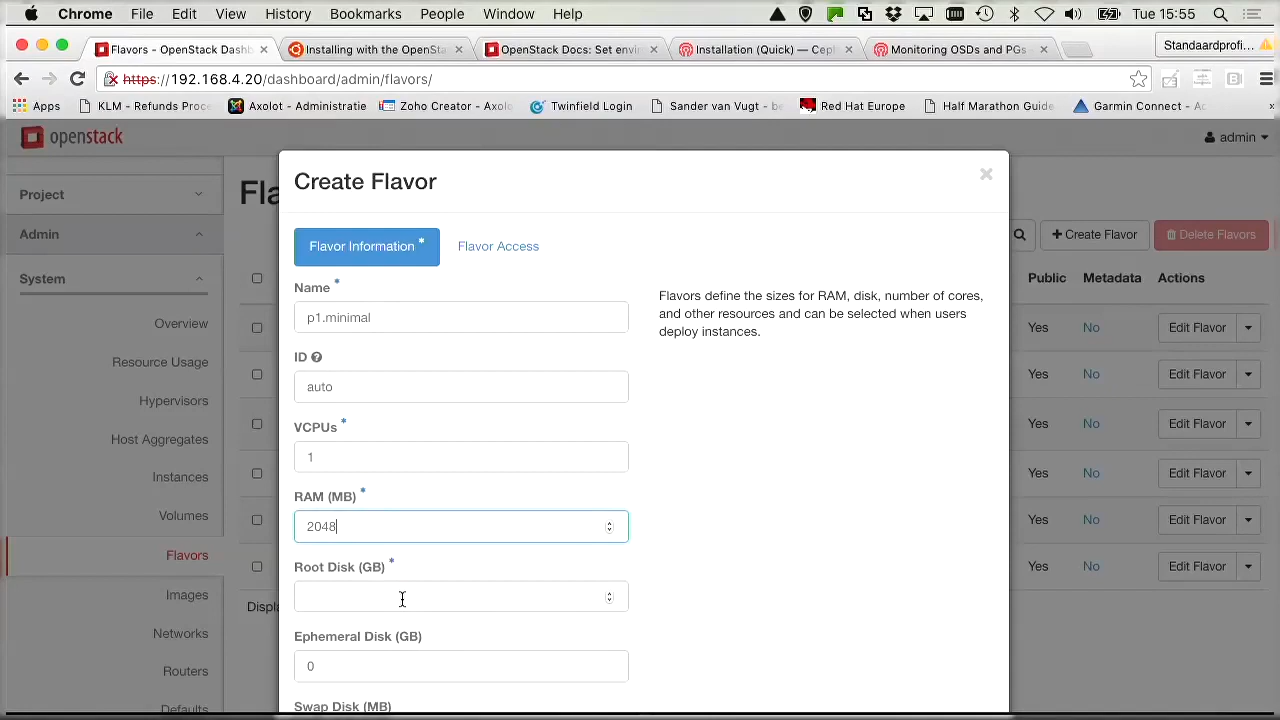 Chrome File Edit View History Bookmarks People Window Help Tue 15:55
Flavors - OpenStack Dashb Installing with the OpenSta OpenStack Docs: Set envi Installation (Quick) — Cep Monitoring OSDs and PGs Standaardprofi...
https://192.168.4.20/dashboard/admin/flavors/
Apps KLM - Refunds Proce Axolot - Administratie Zoho Creator - Axolo Twinfield Login Sander van Vugt - be Red Hat Europe Half Marathon Guide Garmin Connect - Ac
openstack admin
Project
Admin
System
Overview
Resource Usage
Hypervisors
Host Aggregates
Instances
Volumes
Flavors
Images
Networks
Routers
Defaults
Fla
Create Flavor Delete Flavors
Public Metadata Actions
Yes No Edit Flavor
Yes No Edit Flavor
Yes No Edit Flavor
Yes No Edit Flavor
Yes No Edit Flavor
Yes No Edit Flavor
Displa
Create Flavor ×
Flavor Information * Flavor Access
Name *
p1.minimal
ID
auto
VCPUs *
1
RAM (MB) *
2048
Root Disk (GB) *
Ephemeral Disk (GB)
0
Swap Disk (MB)
Flavors define the sizes for RAM, disk, number of cores,
and other resources and can be selected when users
deploy instances.